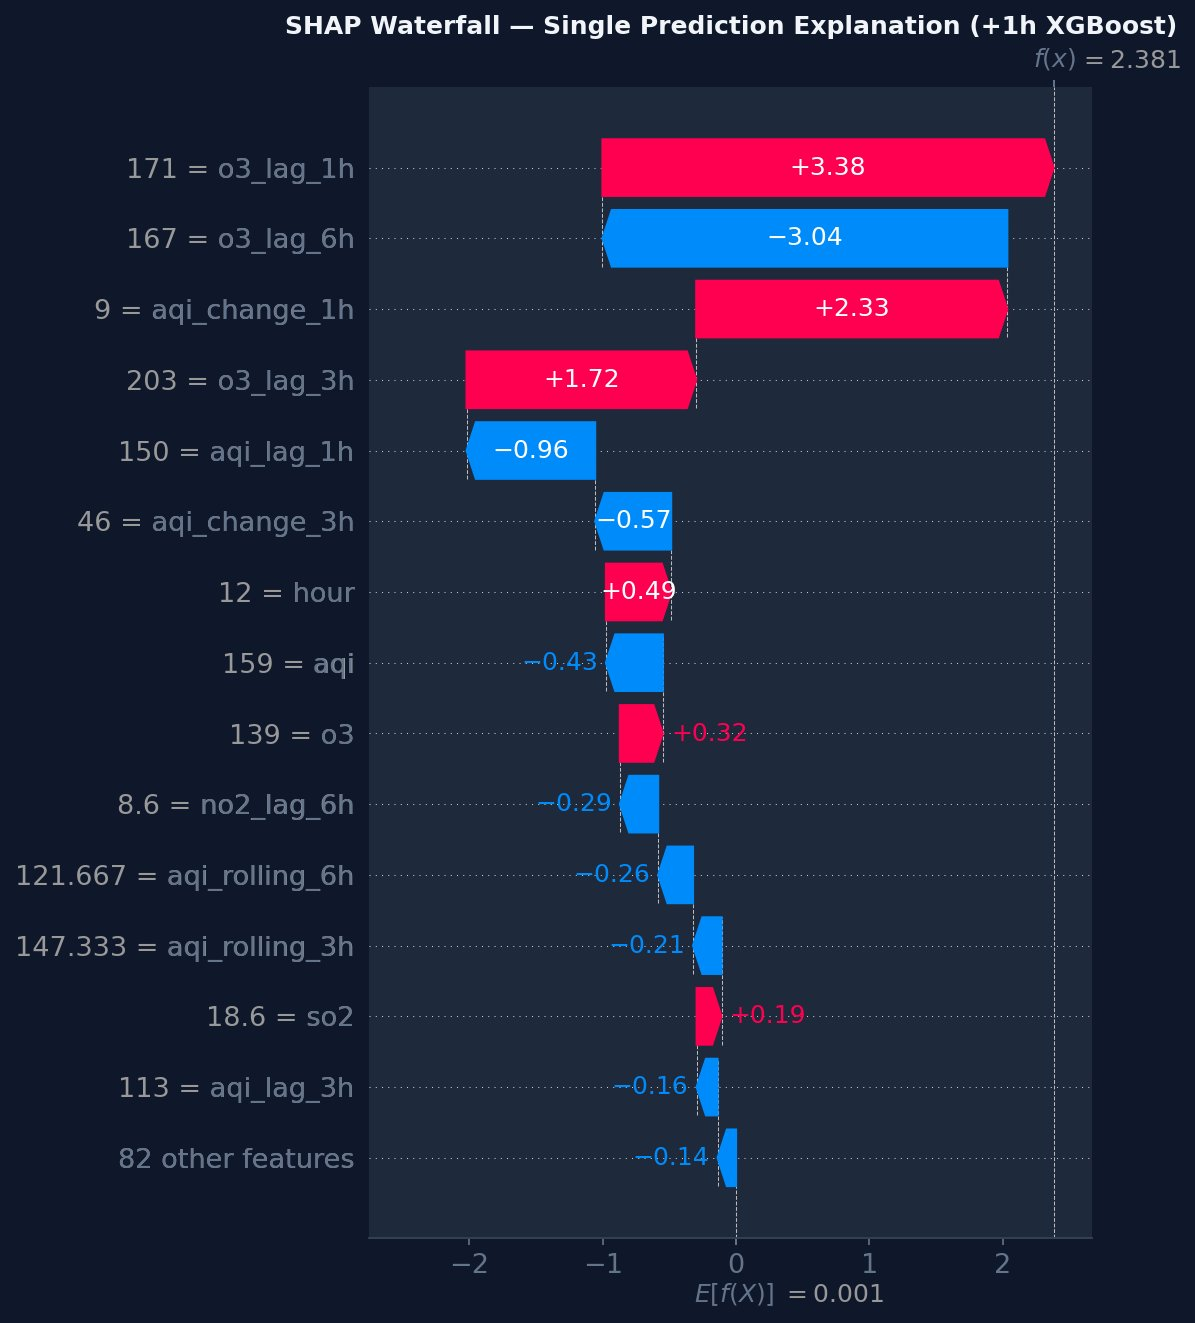 SHAP Waterfall — Single Prediction Explanation (+1h XGBoost)
f(x) = 2.381
171 = o3_lag_1h +3.38
167 = o3_lag_6h −3.04
9 = aqi_change_1h +2.33
203 = o3_lag_3h +1.72
150 = aqi_lag_1h −0.96
46 = aqi_change_3h −0.57
12 = hour +0.49
159 = aqi −0.43
139 = o3 +0.32
8.6 = no2_lag_6h −0.29
121.667 = aqi_rolling_6h −0.26
147.333 = aqi_rolling_3h −0.21
18.6 = so2 +0.19
113 = aqi_lag_3h −0.16
82 other features −0.14
−2 −1 0 1 2
E[f(X)] = 0.001